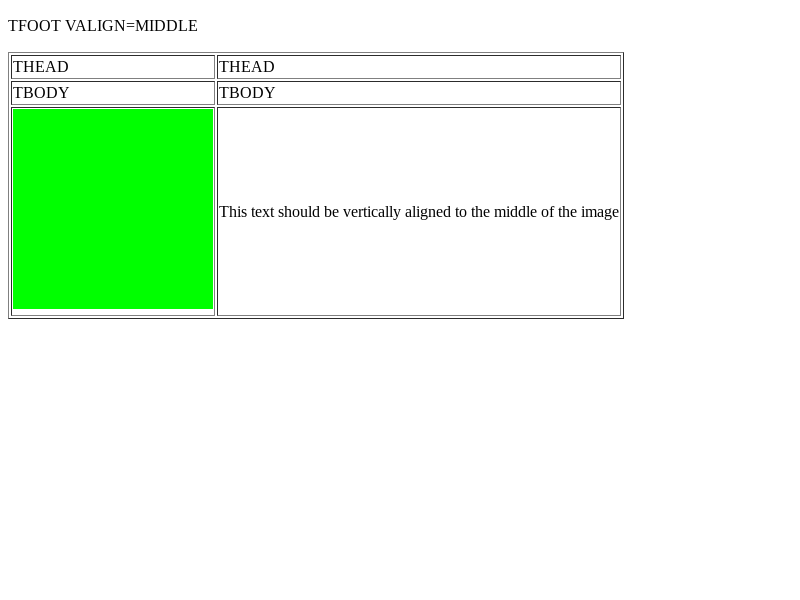 TFOOT VALIGN=MIDDLE
THEAD THEAD
TBODY TBODY
This text should be vertically aligned to the middle of the image